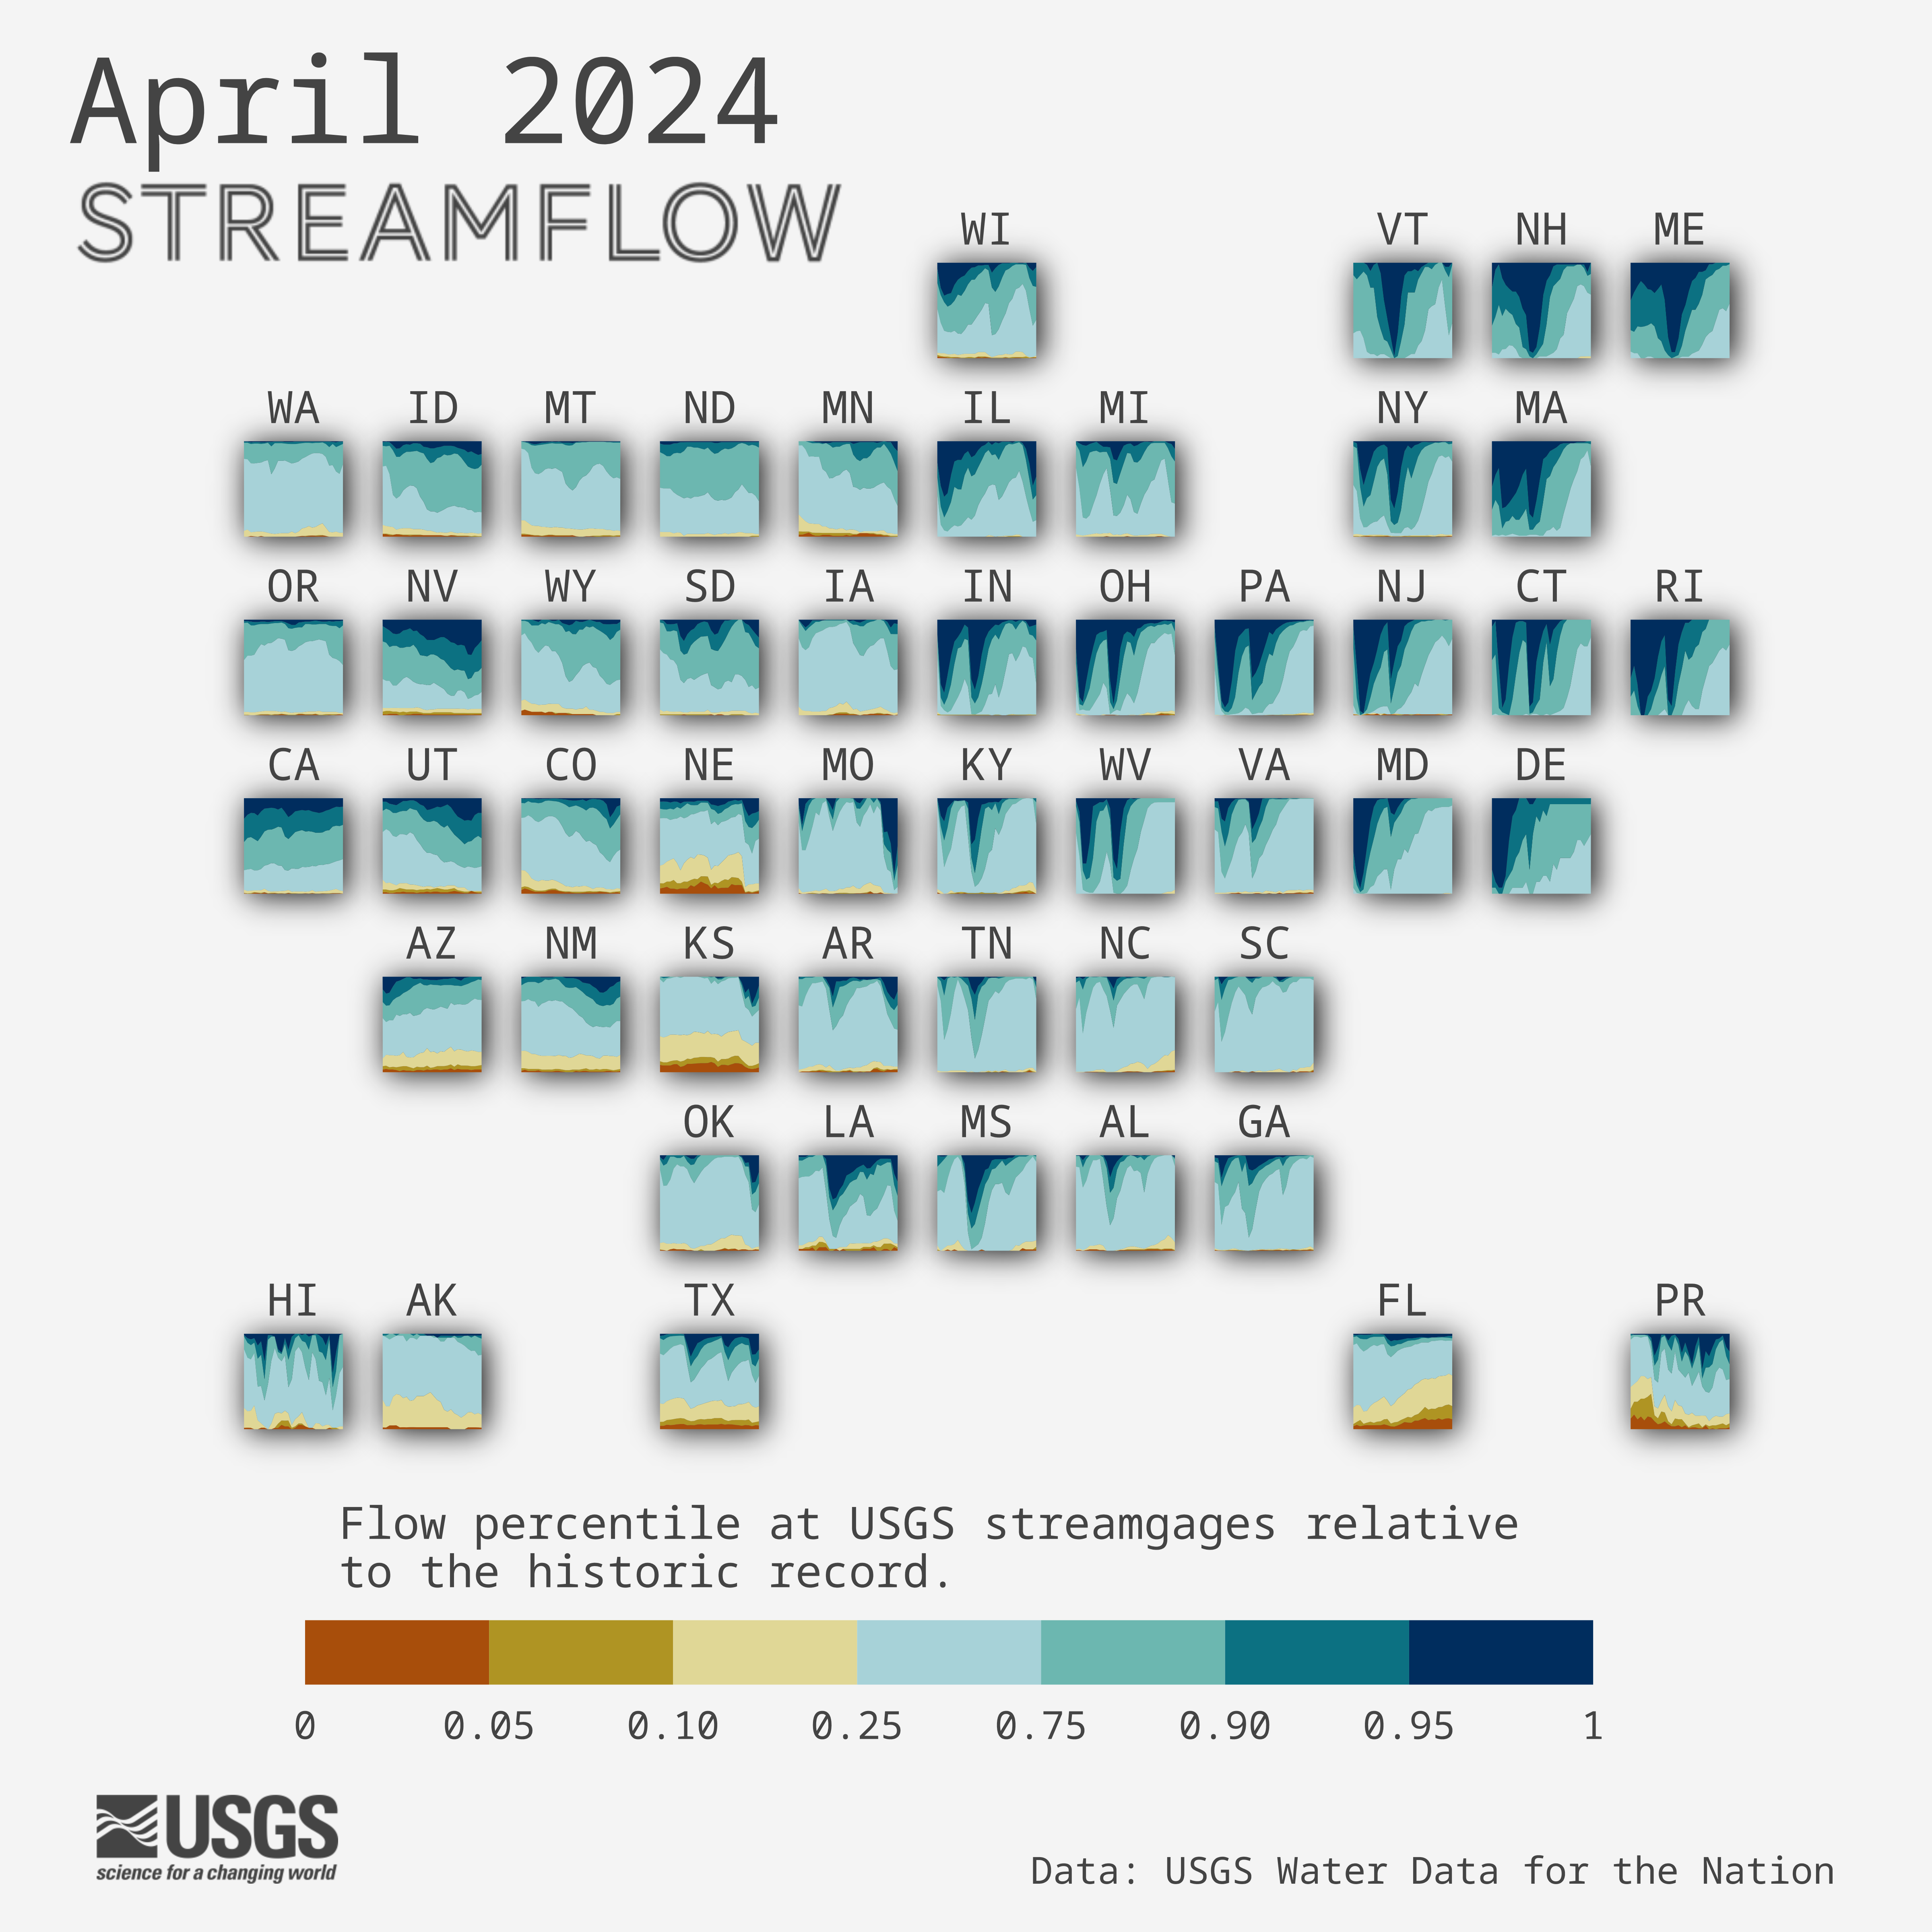 April 2024
STREAMFLOW
WI VT NH ME
WA ID MT ND MN IL MI NY MA
OR NV WY SD IA IN OH PA NJ CT RI
CA UT CO NE MO KY WV VA MD DE
AZ NM KS AR TN NC SC
OK LA MS AL GA
HI AK TX FL PR
Flow percentile at USGS streamgages relative
to the historic record.
0 0.05 0.10 0.25 0.75 0.90 0.95 1
USGS
science for a changing world
Data: USGS Water Data for the Nation